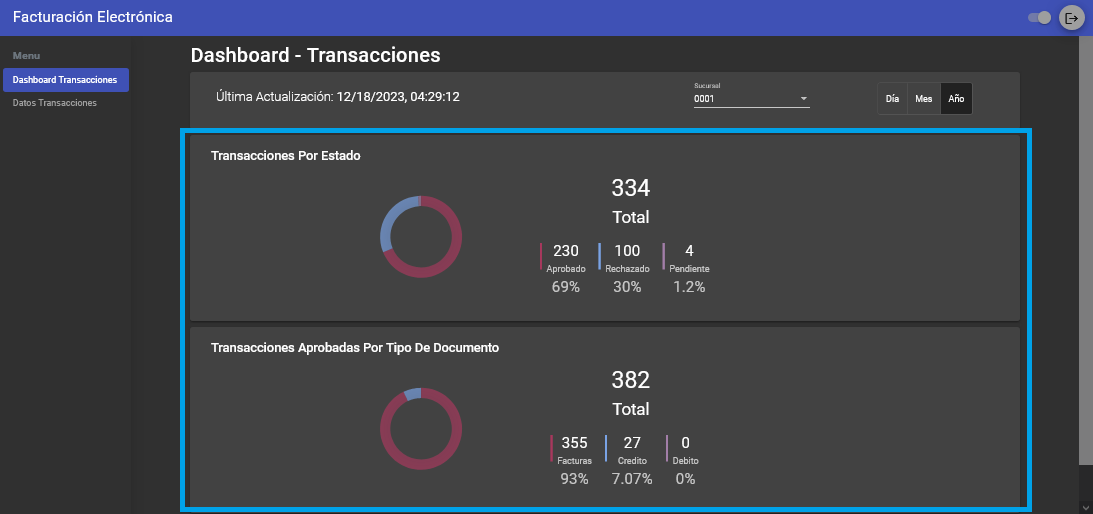 Facturación Electrónica
Menu
Dashboard Transacciones
Datos Transacciones
Dashboard - Transacciones
Última Actualización: 12/18/2023, 04:29:12
Sucursal
0001
Día Mes Año
Transacciones Por Estado
334
Total
230 100 4
Aprobado Rechazado Pendiente
69% 30% 1.2%
Transacciones Aprobadas Por Tipo De Documento
382
Total
355 27 0
Facturas Credito Debito
93% 7.07% 0%